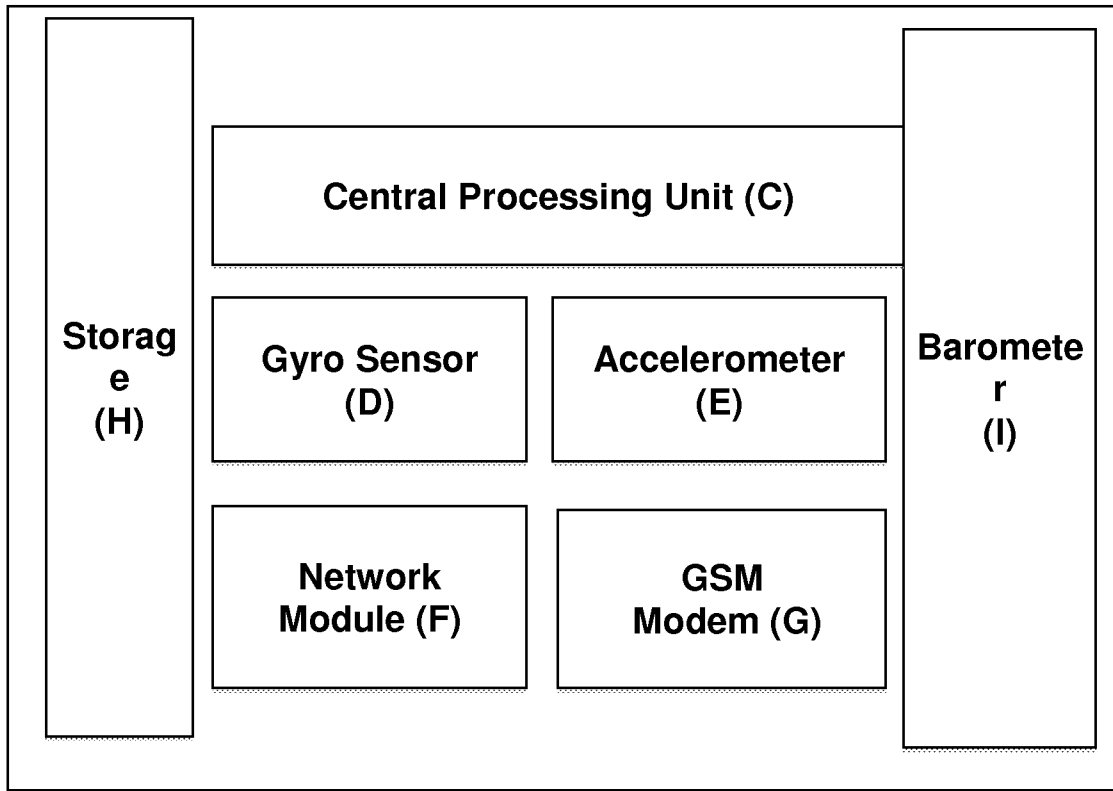 Central Processing Unit (C)
Storag
e
(H)
Gyro Sensor
(D)
Accelerometer
(E)
Baromete
r
(I)
Network
Module (F)
GSM
Modem (G)